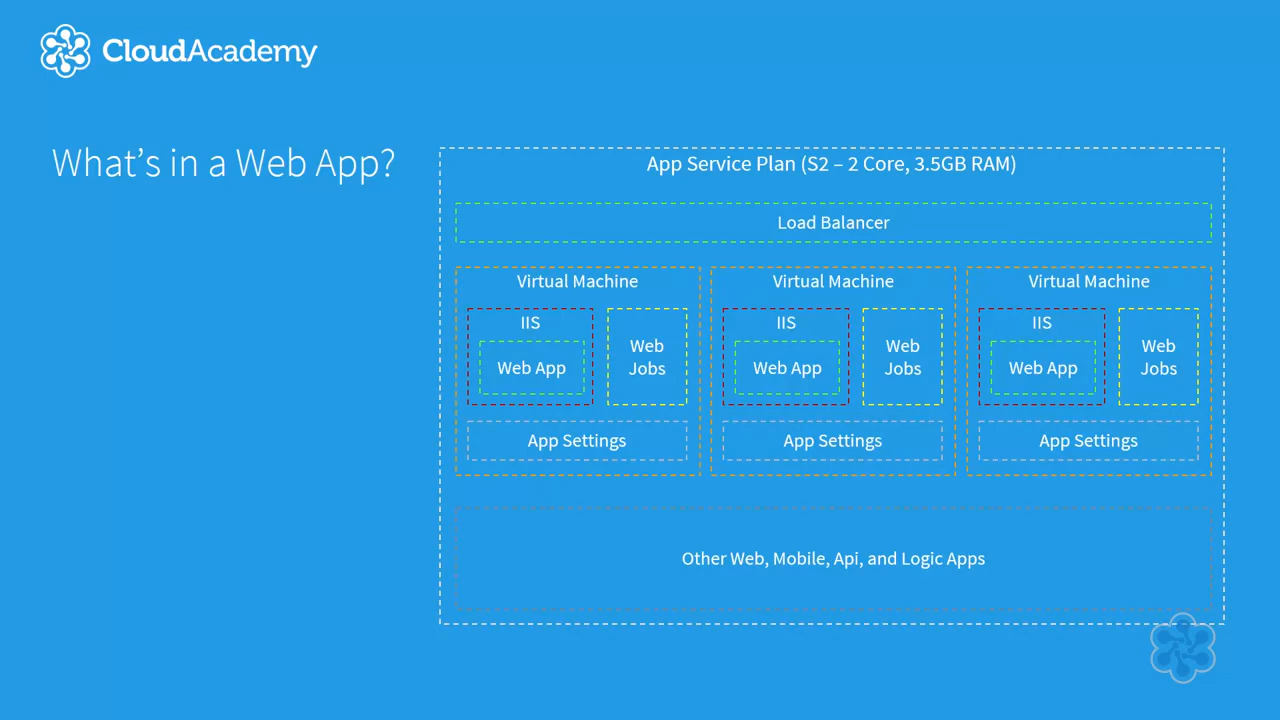 CloudAcademy
What's in a Web App?
App Service Plan (S2 – 2 Core, 3.5GB RAM)
Load Balancer
Virtual Machine
IIS
Web App
Web
Jobs
App Settings
Virtual Machine
IIS
Web App
Web
Jobs
App Settings
Virtual Machine
IIS
Web App
Web
Jobs
App Settings
Other Web, Mobile, Api, and Logic Apps